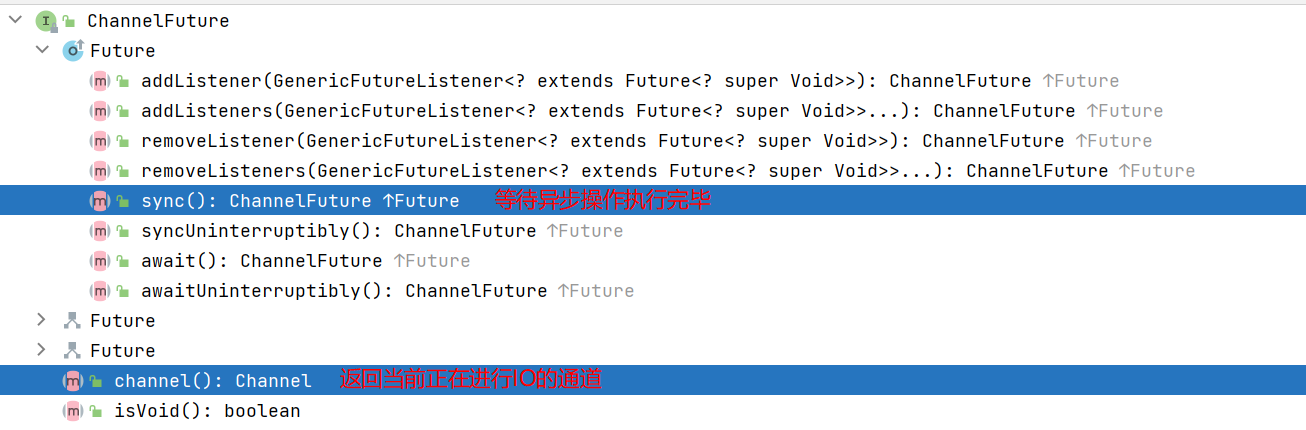 ChannelFuture
Future
addListener(GenericFutureListener<? extends Future<? super Void>>): ChannelFuture ↑Future
addListeners(GenericFutureListener<? extends Future<? super Void>>...): ChannelFuture ↑Future
removeListener(GenericFutureListener<? extends Future<? super Void>>): ChannelFuture ↑Future
removeListeners(GenericFutureListener<? extends Future<? super Void>>...): ChannelFuture ↑Future
sync(): ChannelFuture ↑Future 等待异步操作执行完毕
syncUninterruptibly(): ChannelFuture ↑Future
await(): ChannelFuture ↑Future
awaitUninterruptibly(): ChannelFuture ↑Future
Future
Future
channel(): Channel 返回当前正在进行IO的通道
isVoid(): boolean